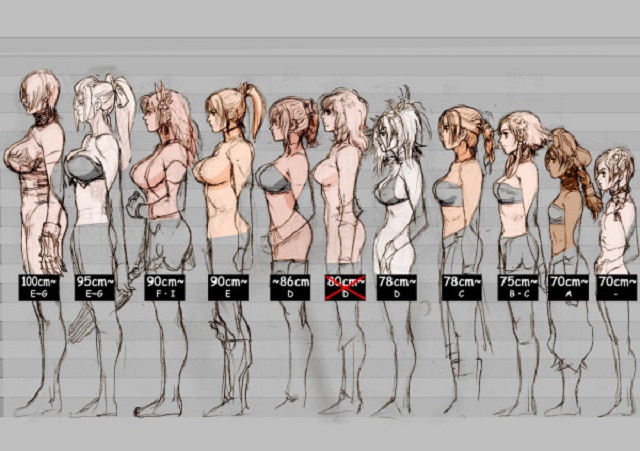 100cm~
E~G
95cm~
E~G
90cm~
F・I
90cm~
E
~86cm
D
80cm~
D
78cm~
D
78cm~
C
75cm~
B・C
70cm~
A
70cm~
-